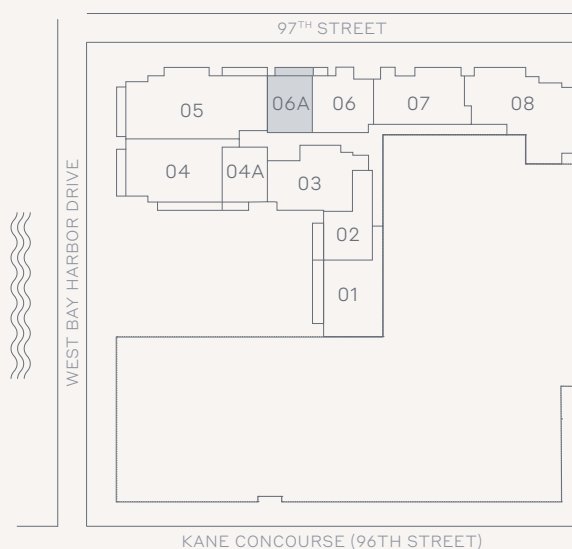 97TH STREET
05
06A
06
07
08
04
04A
03
02
01
WEST BAY HARBOR DRIVE
KANE CONCOURSE (96TH STREET)